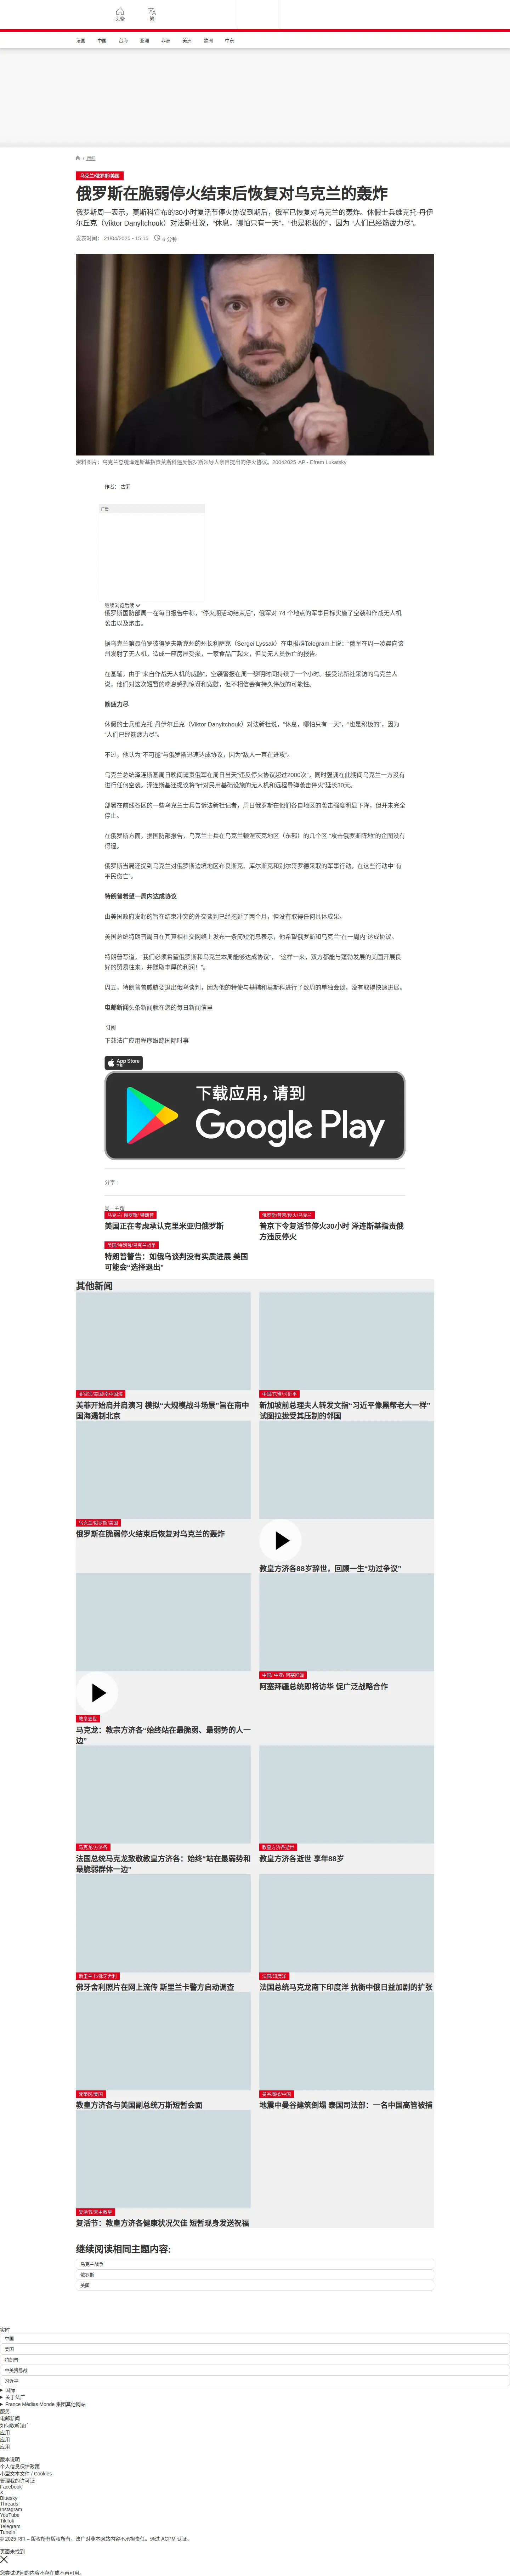 头条
繁
法国
中国
台海
亚洲
非洲
美洲
欧洲
中东
/ 国际
乌克兰/俄罗斯/美国
俄罗斯在脆弱停火结束后恢复对乌克兰的轰炸
俄罗斯周一表示，莫斯科宣布的30小时复活节停火协议到期后，俄军已恢复对乌克兰的轰炸。休假士兵维克托-丹伊
尔丘克（Viktor Danyltchouk）对法新社说，“休息，哪怕只有一天”，“也是积极的”，因为 “人们已经筋疲力尽”。
发表时间： 21/04/2025 - 15:15
6 分钟
资料图片：乌克兰总统泽连斯基指责莫斯科违反俄罗斯领导人亲自提出的停火协议。20042025 AP - Efrem Lukatsky
作者： 古莉
广告
继续浏览后续
俄罗斯国防部周一在每日报告中称，“停火期活动结束后”，俄军对 74 个地点的军事目标实施了空袭和作战无人机
袭击以及炮击。
据乌克兰第聂伯罗彼得罗夫斯克州的州长利萨克（Sergei Lyssak）在电报群Telegram上说：“俄军在周一凌晨向该
州发射了无人机，造成一座房屋受损，一家食品厂起火，但尚无人员伤亡的报告。
在基辅，由于“来自作战无人机的威胁”，空袭警报在周一黎明时间持续了一个小时。接受法新社采访的乌克兰人
说，他们对这次短暂的喘息感到惊讶和宽慰，但不相信会有持久停战的可能性。
筋疲力尽
休假的士兵维克托-丹伊尔丘克（Viktor Danyltchouk）对法新社说，“休息，哪怕只有一天”，“也是积极的”，因为
“人们已经筋疲力尽”。
不过，他认为“不可能”与俄罗斯迅速达成协议，因为“敌人一直在进攻”。
乌克兰总统泽连斯基周日晚间谴责俄军在周日当天“违反停火协议超过2000次”，同时强调在此期间乌克兰一方没有
进行任何空袭。泽连斯基还提议将“针对民用基础设施的无人机和远程导弹袭击停火”延长30天。
部署在前线各区的一些乌克兰士兵告诉法新社记者，周日俄罗斯在他们各自地区的袭击强度明显下降，但并未完全
停止。
在俄罗斯方面，据国防部报告，乌克兰士兵在乌克兰顿涅茨克地区（东部）的几个区 “攻击俄罗斯阵地”的企图没有
得逞。
俄罗斯当局还提到乌克兰对俄罗斯边境地区布良斯克、库尔斯克和别尔哥罗德采取的军事行动，在这些行动中“有
平民伤亡”。
特朗普希望一周内达成协议
由美国政府发起的旨在结束冲突的外交谈判已经拖延了两个月，但没有取得任何具体成果。
美国总统特朗普周日在其真相社交网络上发布一条简短消息表示，他希望俄罗斯和乌克兰“在一周内”达成协议。
特朗普写道，“我们必须希望俄罗斯和乌克兰本周能够达成协议”， “这样一来，双方都能与蓬勃发展的美国开展良
好的贸易往来，并赚取丰厚的利润！”。
周五，特朗普曾威胁要退出俄乌谈判，因为他的特使与基辅和莫斯科进行了数周的单独会谈，没有取得快速进展。
电邮新闻头条新闻就在您的每日新闻信里
订阅
下载法广应用程序跟踪国际时事
App Store
下载应用，请到
Google Play
分享 :
同一主题
乌克兰/ 俄罗斯/ 特朗普
美国正在考虑承认克里米亚归俄罗斯
俄罗斯/普京/停火/乌克兰
普京下令复活节停火30小时 泽连斯基指责俄
方违反停火
美国/特朗普/乌克兰战争
特朗普警告：如俄乌谈判没有实质进展 美国
可能会“选择退出”
其他新闻
菲律宾/美国/南中国海
美菲开始肩并肩演习 模拟“大规模战斗场景”旨在南中
国海遏制北京
中国/东盟/习近平
新加坡前总理夫人转发文指“习近平像黑帮老大一样”
试图拉拢受其压制的邻国
乌克兰/俄罗斯/美国
俄罗斯在脆弱停火结束后恢复对乌克兰的轰炸
教皇方济各88岁辞世，回顾一生“功过争议”
教皇去世
马克龙：教宗方济各“始终站在最脆弱、最弱势的人一
边”
中国/ 中亚/ 阿塞拜疆
阿塞拜疆总统即将访华 促广泛战略合作
马克龙/方济各
法国总统马克龙致敬教皇方济各：始终“站在最弱势和
最脆弱群体一边”
教皇方济各逝世
教皇方济各逝世 享年88岁
斯里兰卡/佛牙舍利
佛牙舍利照片在网上流传 斯里兰卡警方启动调查
法国/印度洋
法国总统马克龙南下印度洋 抗衡中俄日益加剧的扩张
梵蒂冈/美国
教皇方济各与美国副总统万斯短暂会面
曼谷塌楼/中国
地震中曼谷建筑倒塌 泰国司法部：一名中国高管被捕
复活节/天主教皇
复活节：教皇方济各健康状况欠佳 短暂现身发送祝福
继续阅读相同主题内容:
乌克兰战争
俄罗斯
美国
实时
中国
美国
特朗普
中美贸易战
习近平
国际
关于法广
France Médias Monde 集团其他网站
服务
电邮新闻
如何收听法广
应用
应用
应用
版本说明
个人信息保护政策
小型文本文件 / Cookies
管理我的许可证
Facebook
X
Bluesky
Threads
Instagram
YouTube
TikTok
Telegram
TuneIn
© 2025 RFI – 版权所有版权所有。法广对非本网站内容不承担责任。通过 ACPM 认证。
页面未找到
您尝试访问的内容不存在或不再可用。